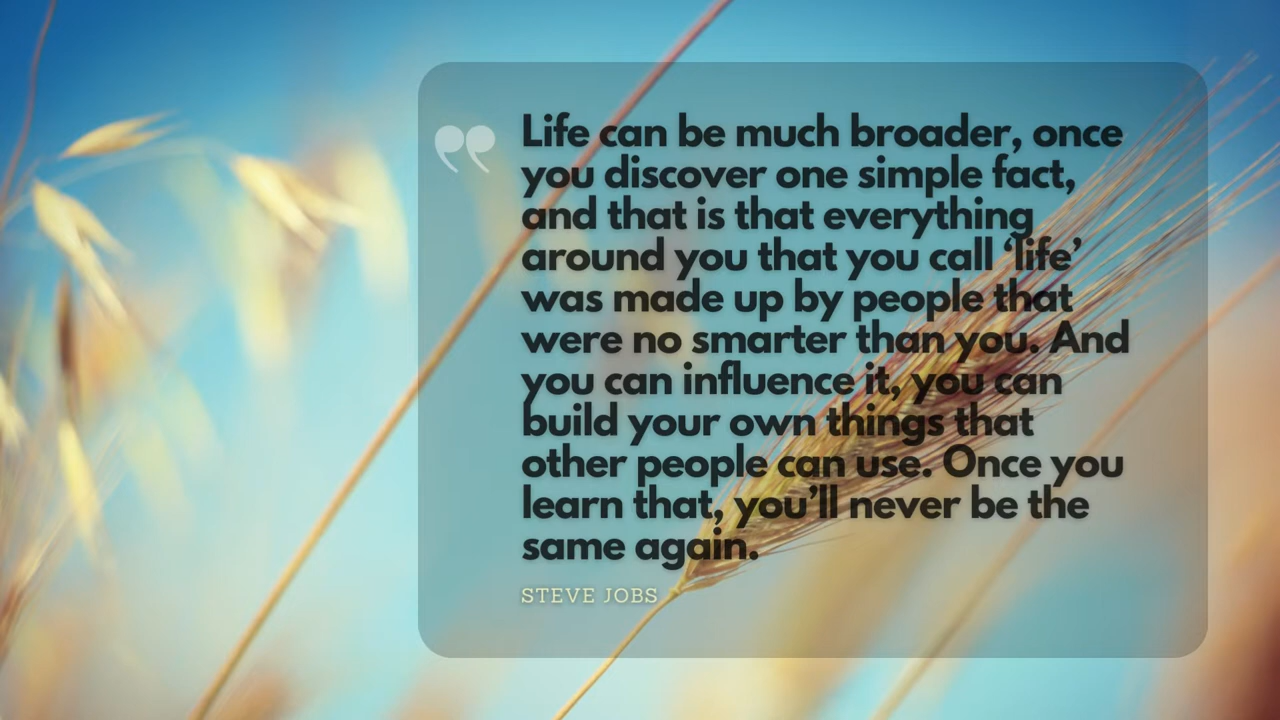 Life can be much broader, once
you discover one simple fact,
and that is that everything
around you that you call ‘life’
was made up by people that
were no smarter than you. And
you can influence it, you can
build your own things that
other people can use. Once you
learn that, you’ll never be the
same again.
STEVE JOBS